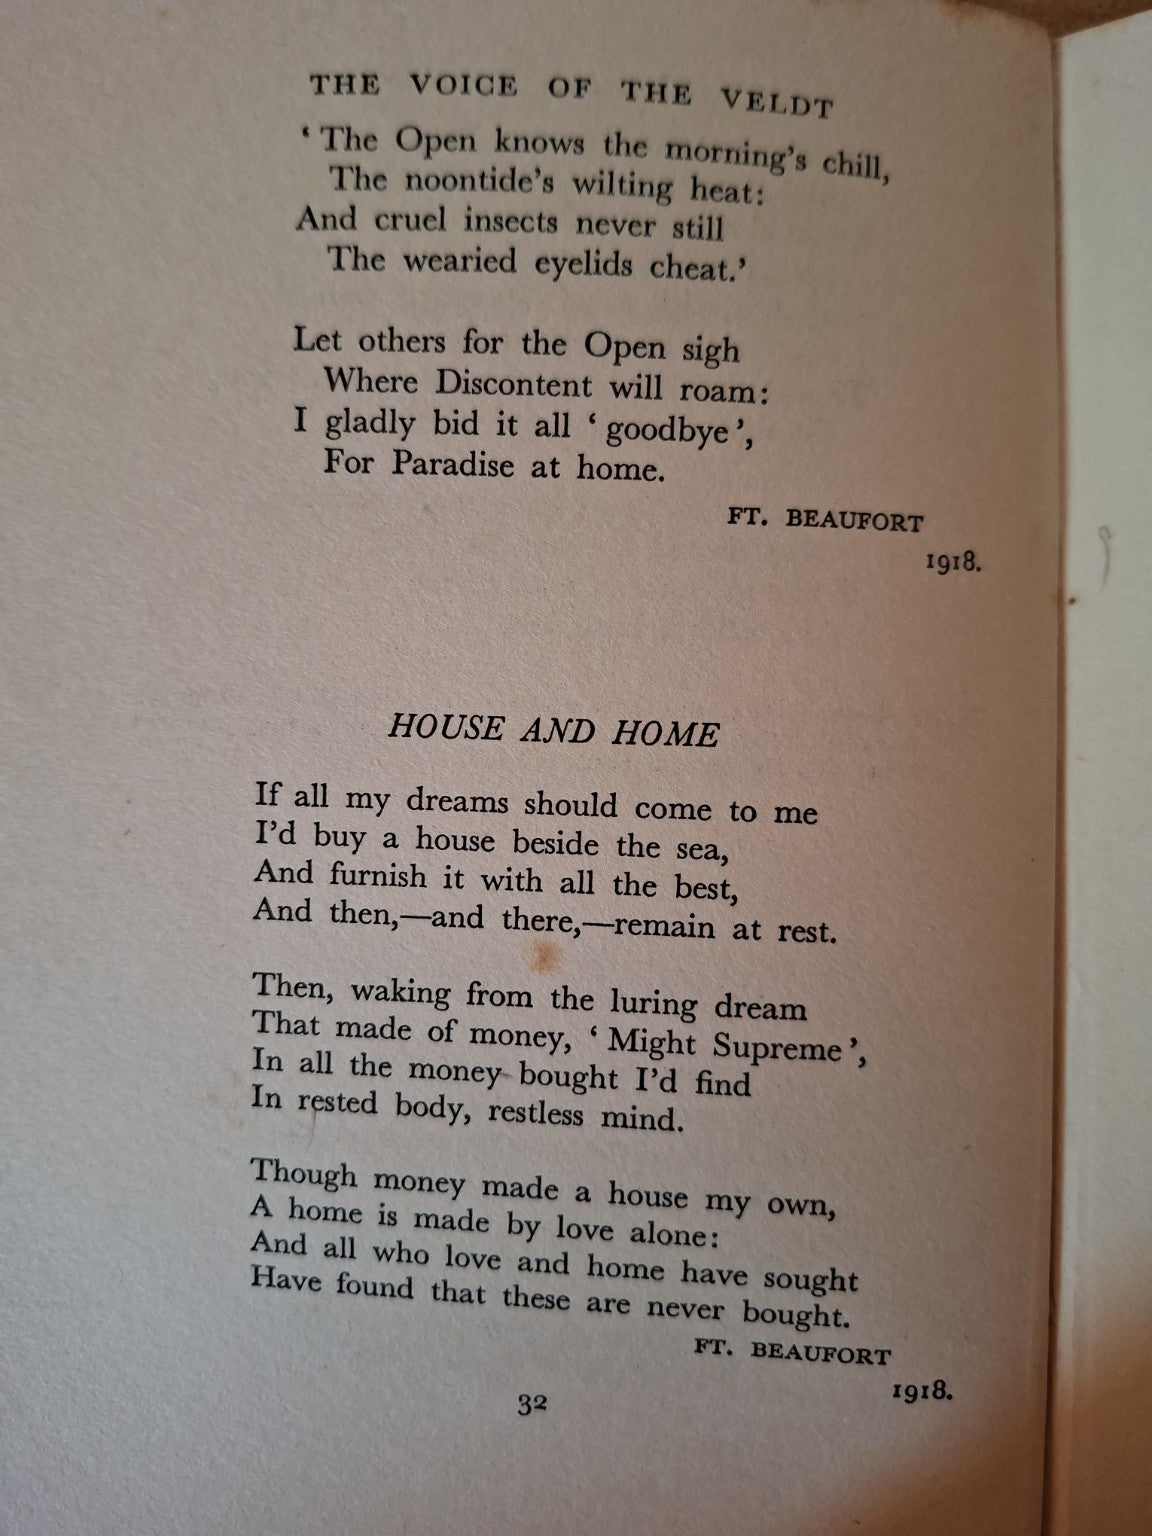 THE VOICE OF THE VELDT
‘The Open knows the morning’s chill,
The noontide’s wilting heat:
And cruel insects never still
The wearied eyelids cheat.’
Let others for the Open sigh
Where Discontent will roam:
I gladly bid it all ‘goodbye’,
For Paradise at home.
FT. BEAUFORT
1918.
HOUSE AND HOME
If all my dreams should come to me
I’d buy a house beside the sea,
And furnish it with all the best,
And then,—and there,—remain at rest.
Then, waking from the luring dream
That made of money, ‘Might Supreme’,
In all the money bought I’d find
In rested body, restless mind.
Though money made a house my own,
A home is made by love alone:
And all who love and home have sought
Have found that these are never bought.
FT. BEAUFORT
1918.
32